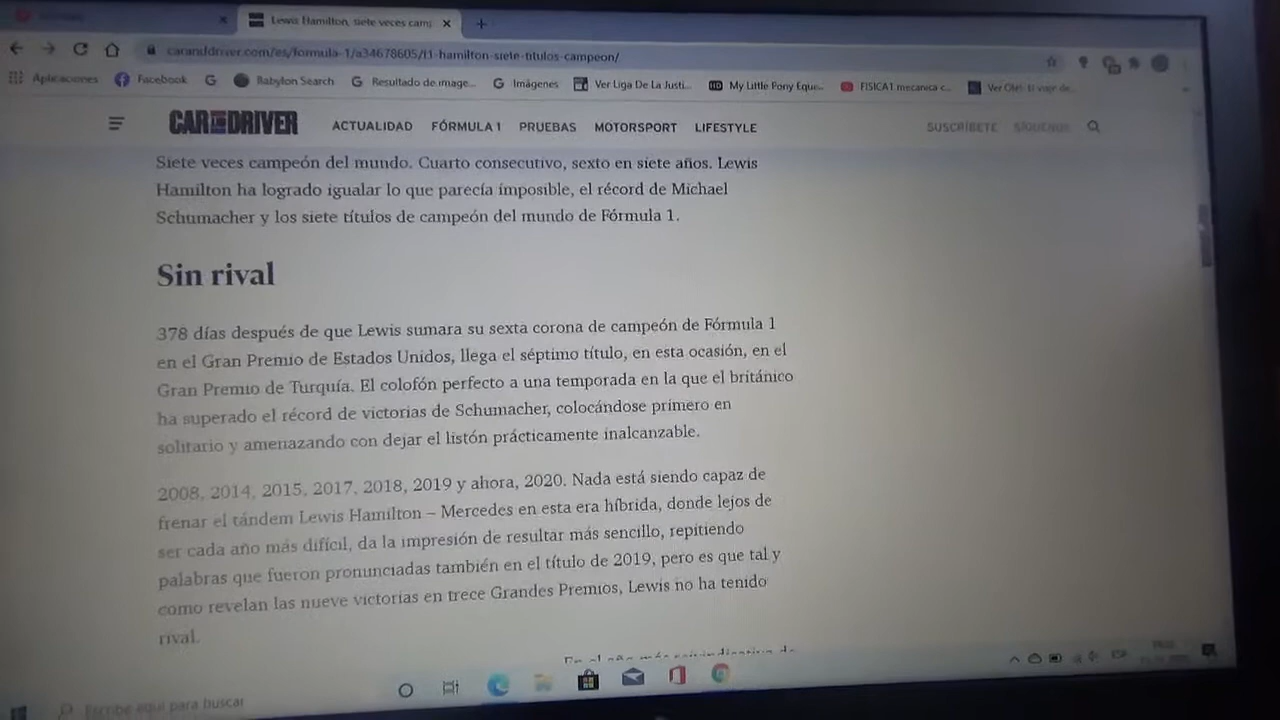 Lewis Hamilton, siete veces cam
caranddriver.com/es/formula-1/a34678605/f1-hamilton-siete-titulos-campeon/
Aplicaciones Facebook Babylon Search Resultado de image... Imágenes Ver Liga De La Justi... My Little Pony Eque... FISICA1 mecanica c...
CAR AND DRIVER ACTUALIDAD FÓRMULA 1 PRUEBAS MOTORSPORT LIFESTYLE SUSCRÍBETE SÍGUENOS
Siete veces campeón del mundo. Cuarto consecutivo, sexto en siete años. Lewis
Hamilton ha logrado igualar lo que parecía imposible, el récord de Michael
Schumacher y los siete títulos de campeón del mundo de Fórmula 1.
Sin rival
378 días después de que Lewis sumara su sexta corona de campeón de Fórmula 1
en el Gran Premio de Estados Unidos, llega el séptimo título, en esta ocasión, en el
Gran Premio de Turquía. El colofón perfecto a una temporada en la que el británico
ha superado el récord de victorias de Schumacher, colocándose primero en
solitario y amenazando con dejar el listón prácticamente inalcanzable.
2008, 2014, 2015, 2017, 2018, 2019 y ahora, 2020. Nada está siendo capaz de
frenar el tándem Lewis Hamilton – Mercedes en esta era híbrida, donde lejos de
ser cada año más difícil, da la impresión de resultar más sencillo, repitiendo
palabras que fueron pronunciadas también en el título de 2019, pero es que tal y
como revelan las nueve victorias en trece Grandes Premios, Lewis no ha tenido
rival.
Escribe aquí para buscar
ESP